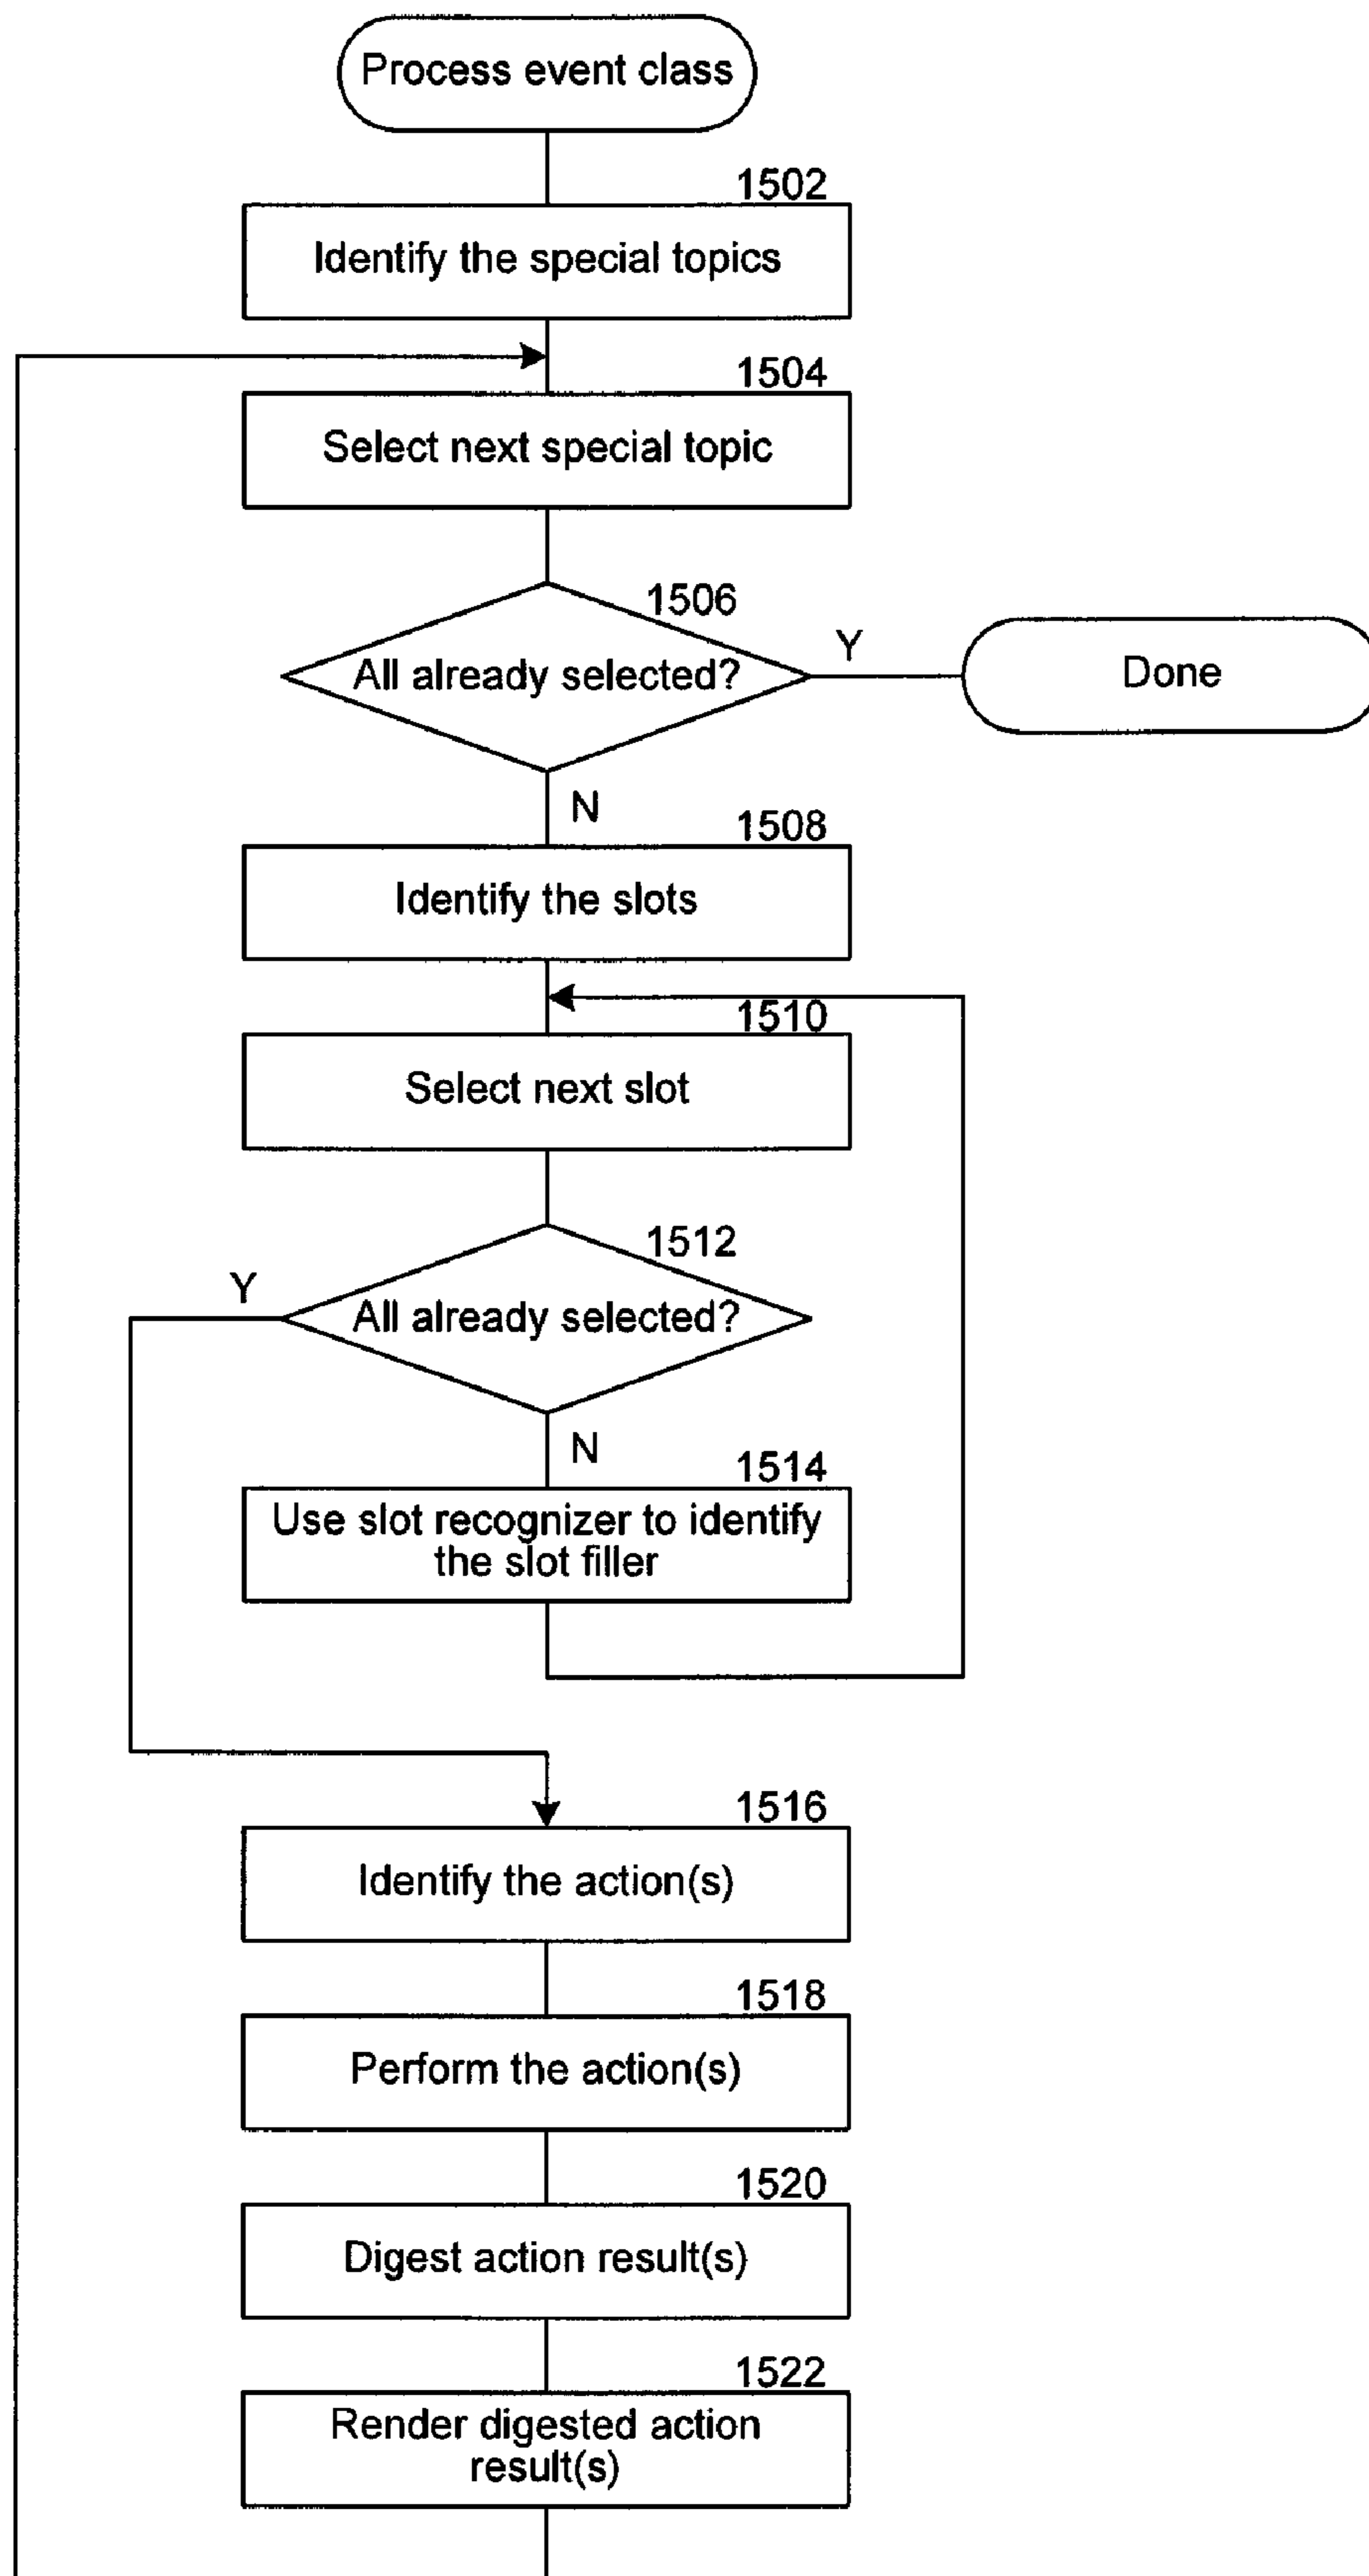 Process event class
1502
Identify the special topics
1504
Select next special topic
1506
All already selected?
Y
Done
N
1508
Identify the slots
1510
Select next slot
1512
Y
All already selected?
N
1514
Use slot recognizer to identify
the slot filler
1516
Identify the action(s)
1518
Perform the action(s)
1520
Digest action result(s)
1522
Render digested action
result(s)